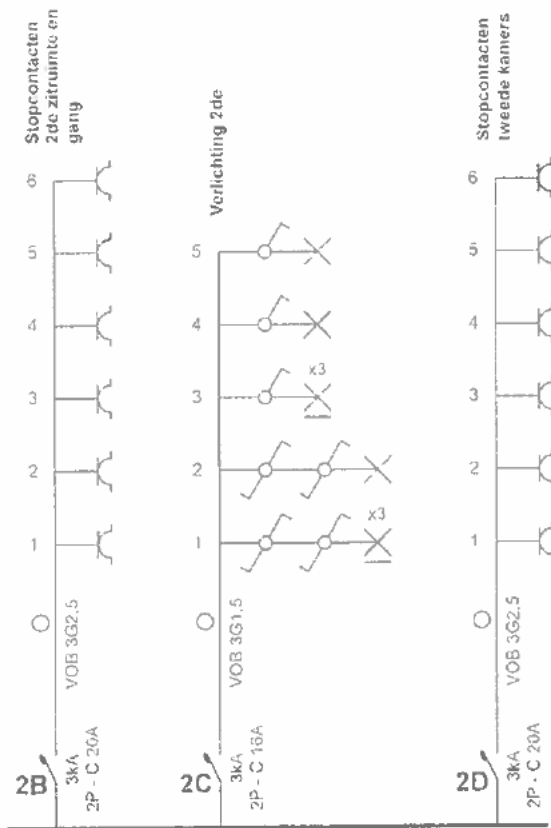 Stopcontacten
2de zitruimte en
gang
6
5
4
3
2
1
VOB 3G2.5
2B
3kA
2P - C 20A
Verlichting 2de
5
4
x3
3
2
x3
1
VOB 3G1.5
2C
3kA
2P - C 16A
Stopcontacten
tweede kamers
6
5
4
3
2
1
VOB 3G2.5
2D
3kA
2P - C 20A